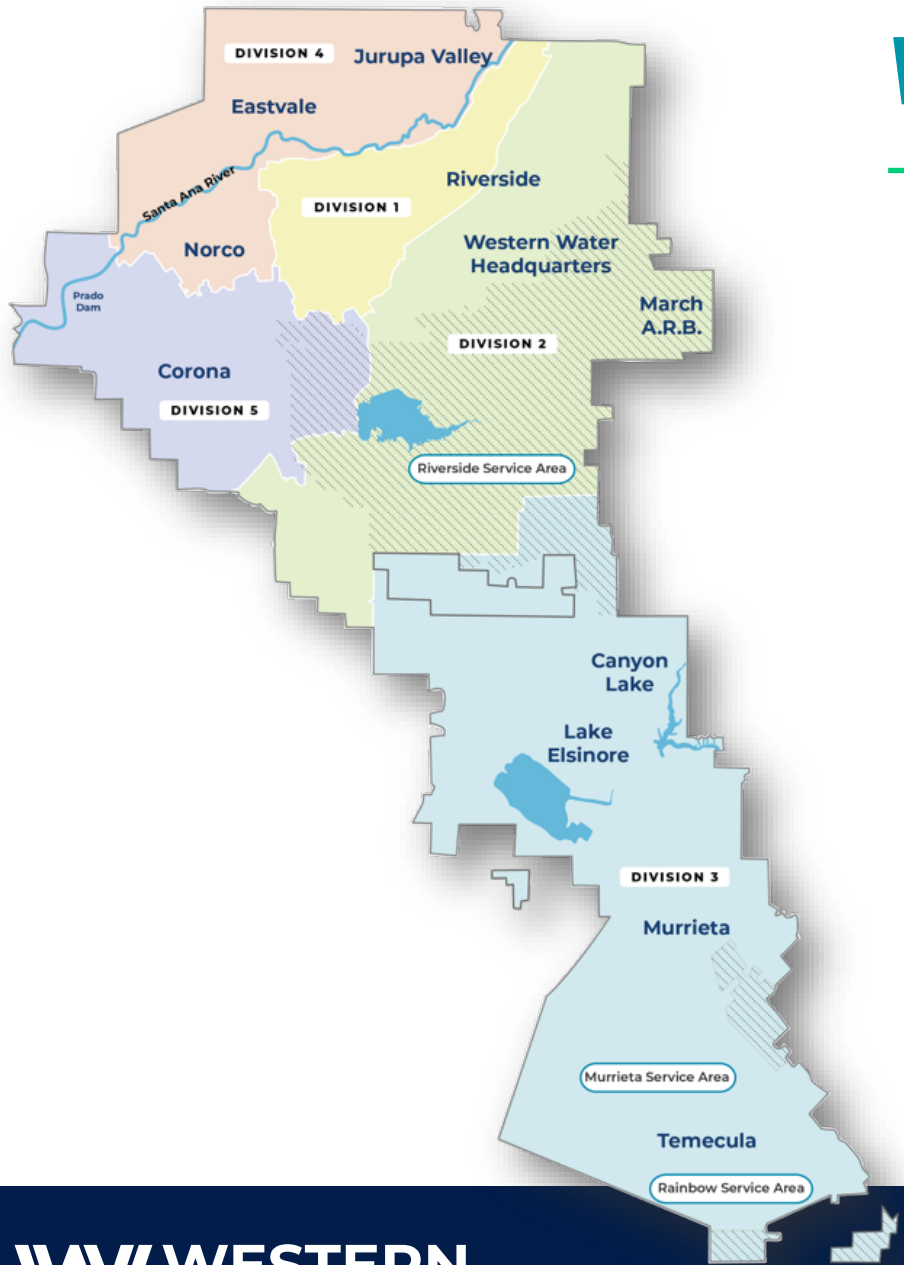 DIVISION 4
Jurupa Valley
Eastvale
Santa Ana River
Riverside
DIVISION 1
Norco
Western Water
Headquarters
Prado
Dam
March
A.R.B.
DIVISION 2
Corona
DIVISION 5
Riverside Service Area
Canyon
Lake
Lake
Elsinore
DIVISION 3
Murrieta
Murrieta Service Area
Temecula
Rainbow Service Area
WESTERN